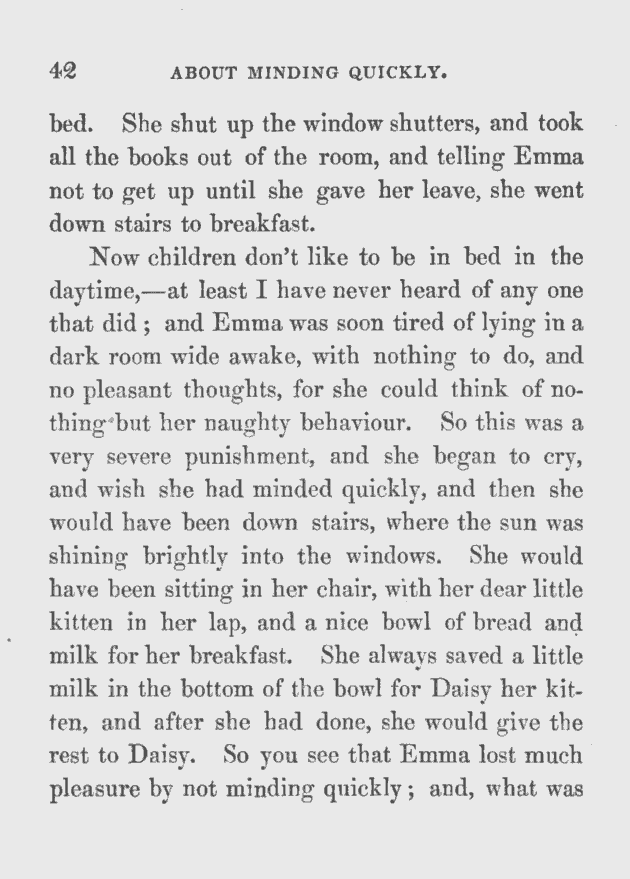 42 ABOUT MINDING QUICKLY.
bed. She shut up the window shutters, and took
all the books out of the room, and telling Emma
not to get up until she gave her leave, she went
down stairs to breakfast.
Now children don't like to be in bed in the
daytime,—at least I have never heard of any one
that did ; and Emma was soon tired of lying in a
dark room wide awake, with nothing to do, and
no pleasant thoughts, for she could think of no-
thing but her naughty behaviour. So this was a
very severe punishment, and she began to cry,
and wish she had minded quickly, and then she
would have been down stairs, where the sun was
shining brightly into the windows. She would
have been sitting in her chair, with her dear little
kitten in her lap, and a nice bowl of bread and
milk for her breakfast. She always saved a little
milk in the bottom of the bowl for Daisy her kit-
ten, and after she had done, she would give the
rest to Daisy. So you see that Emma lost much
pleasure by not minding quickly ; and, what was